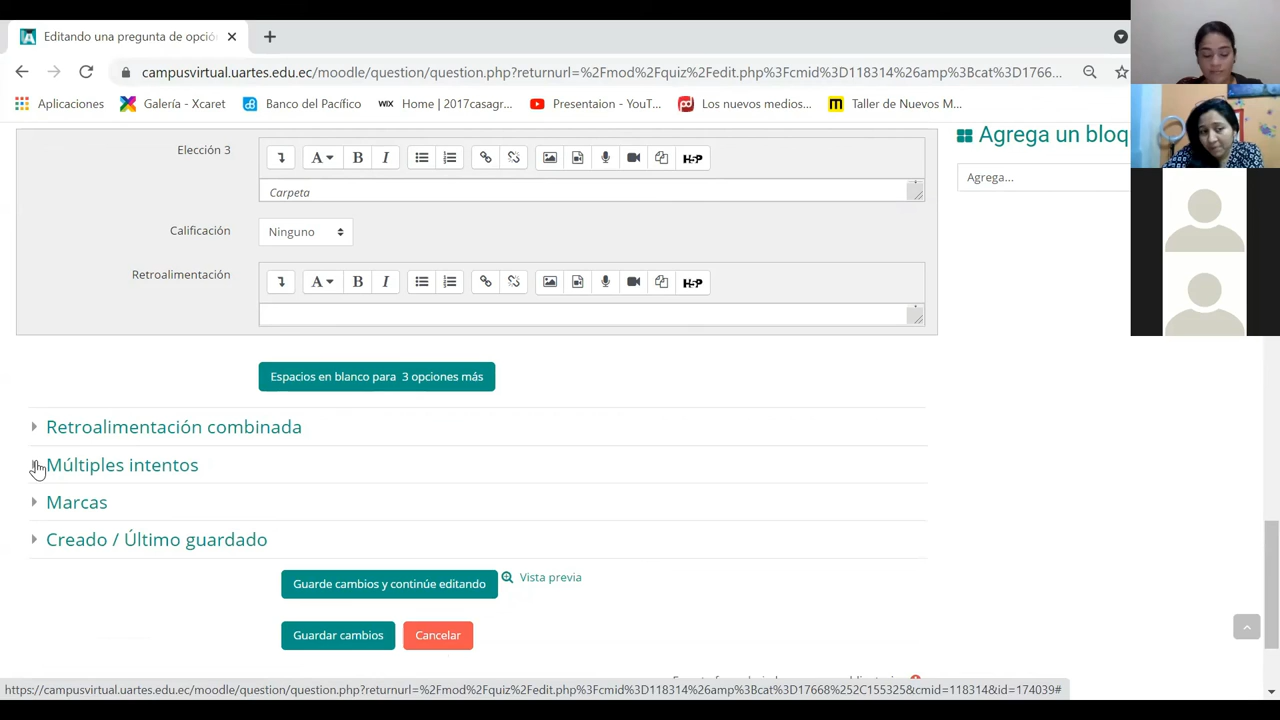 Editando una pregunta de opció
campusvirtual.uartes.edu.ec/moodle/question/question.php?returnurl=%2Fmod%2Fquiz%2Fedit.php%3Fcmid%3D118314%26amp%3Bcat%3D1766...
Aplicaciones
Galería - Xcaret
Banco del Pacífico
WIX Home | 2017casagr...
Presentaion - YouT...
Los nuevos medios...
Taller de Nuevos M...
Agrega un bloq
Agrega...
Elección 3
A B I H-P
Carpeta
Calificación
Ninguno
Retroalimentación
A B I H-P
Espacios en blanco para 3 opciones más
Retroalimentación combinada
Múltiples intentos
Marcas
Creado / Último guardado
Guarde cambios y continúe editando
Vista previa
Guardar cambios
Cancelar
https://campusvirtual.uartes.edu.ec/moodle/question/question.php?returnurl=%2Fmod%2Fquiz%2Fedit.php%3Fcmid%3D118314%26amp%3Bcat%3D17668%252C155325&cmid=118314&id=174039#